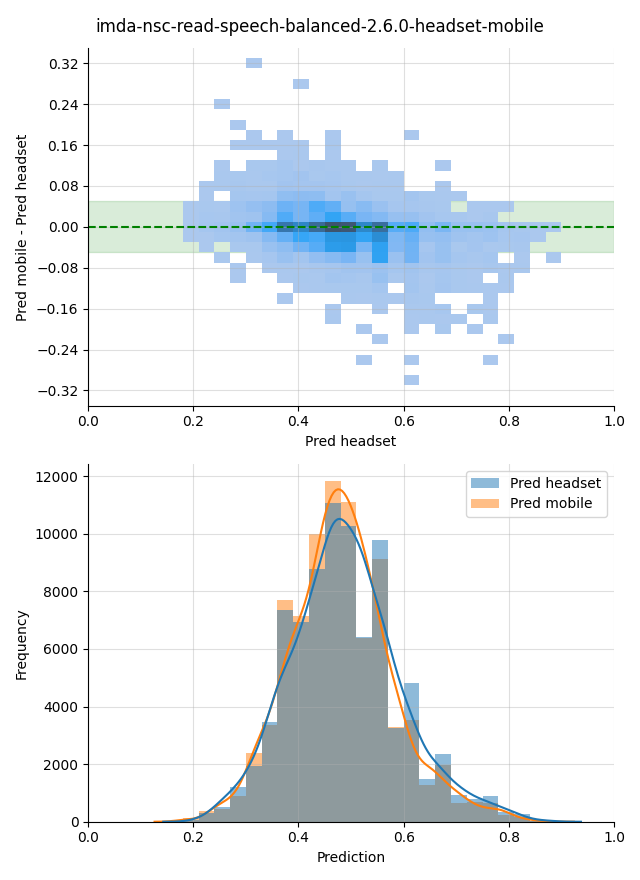 imda-nsc-read-speech-balanced-2.6.0-headset-mobile
0.32
0.24
0.16
0.08
0.00
−0.08
−0.16
−0.24
−0.32
Pred mobile - Pred headset
0.0 0.2 0.4 0.6 0.8 1.0
Pred headset
12000
10000
8000
6000
4000
2000
0
Frequency
Pred headset
Pred mobile
0.0 0.2 0.4 0.6 0.8 1.0
Prediction